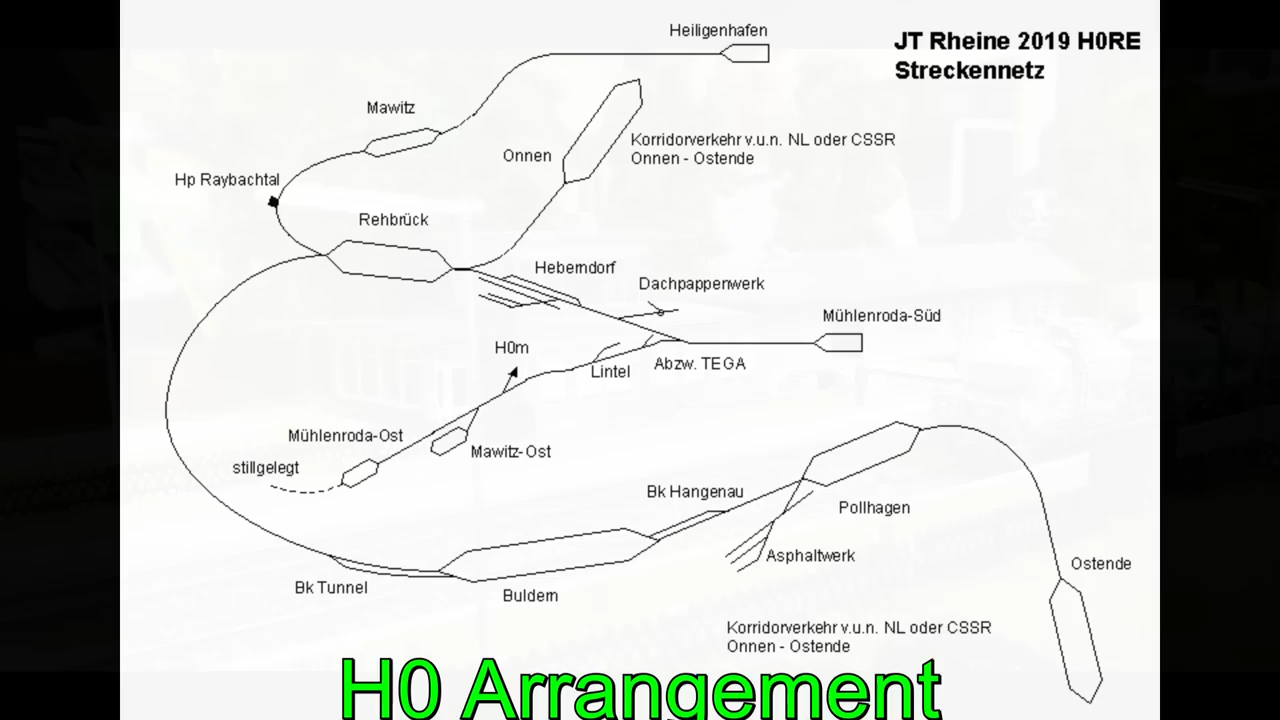 Heiligenhafen
JT Rheine 2019 H0RE
Streckennetz
Mawitz
Korridorverkehr v.u.n. NL oder CSSR
Onnen - Ostende
Onnen
Hp Raybachtal
Rehbrück
Heberndorf
Dachpappenwerk
Mühlenroda-Süd
H0m
Lintel
Abzw. TEGA
Mühlenroda-Ost
Mawitz-Ost
stillgelegt
Bk Hangenau
Pollhagen
Asphaltwerk
Ostende
Bk Tunnel
Buldern
Korridorverkehr v.u.n. NL oder CSSR
Onnen - Ostende
H0 Arrangement